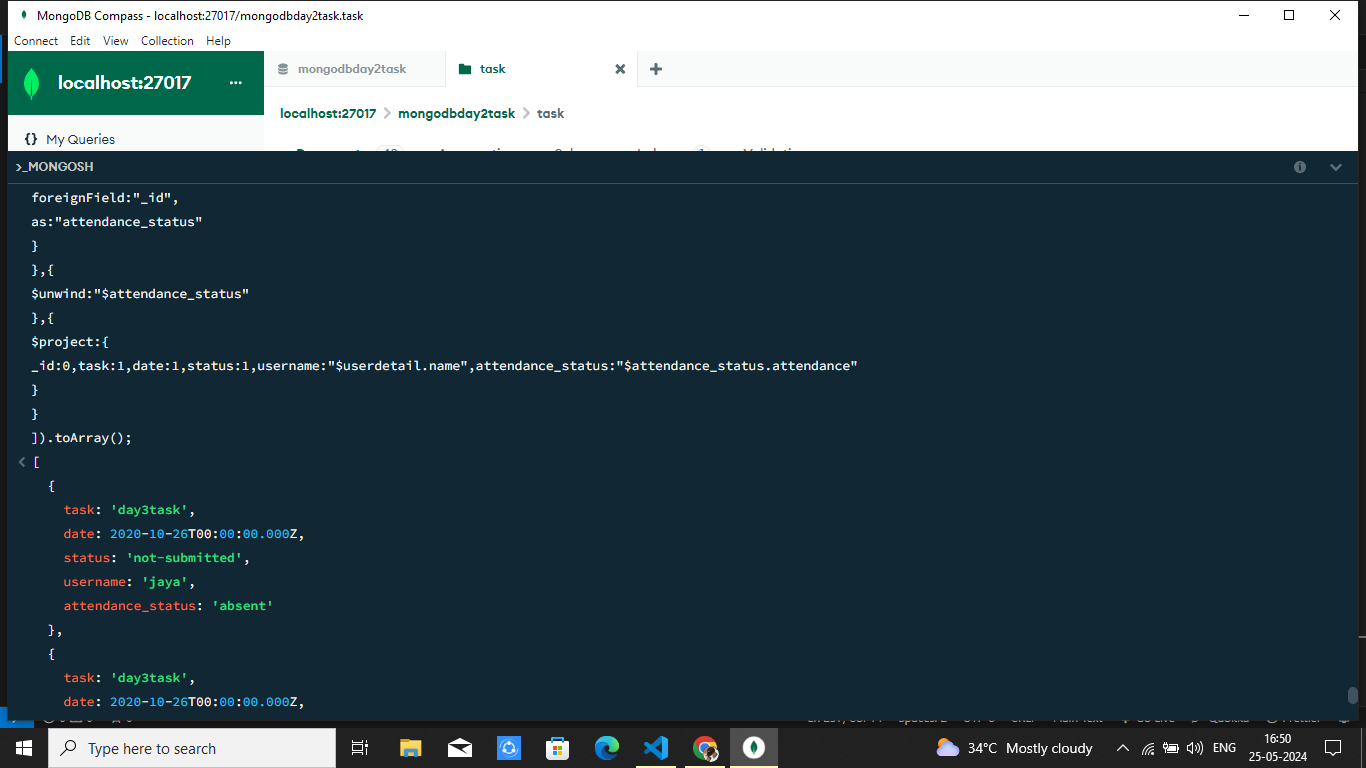 MongoDB Compass - localhost:27017/mongodbday2task.task
Connect Edit View Collection Help
localhost:27017 ...
mongodbday2task
task
localhost:27017 > mongodbday2task > task
{} My Queries
>_MONGOSH
foreignField:"_id",
as:"attendance_status"
}
},{
$unwind:"$attendance_status"
},{
$project:{
_id:0,task:1,date:1,status:1,username:"$userdetail.name",attendance_status:"$attendance_status.attendance"
}
}
]).toArray();
< [
{
task: 'day3task',
date: 2020-10-26T00:00:00.000Z,
status: 'not-submitted',
username: 'jaya',
attendance_status: 'absent'
},
{
task: 'day3task',
date: 2020-10-26T00:00:00.000Z,
Type here to search
34°C Mostly cloudy
ENG
16:50
25-05-2024